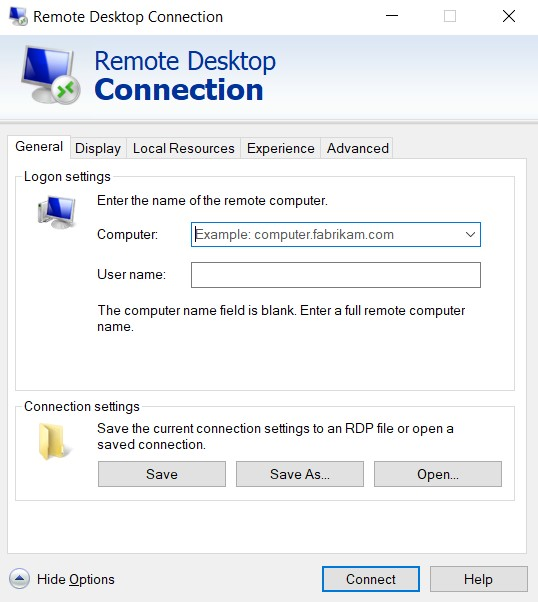 Remote Desktop Connection
Remote Desktop
Connection
General Display Local Resources Experience Advanced
Logon settings
Enter the name of the remote computer.
Computer: Example: computer.fabrikam.com
User name:
The computer name field is blank. Enter a full remote computer
name.
Connection settings
Save the current connection settings to an RDP file or open a
saved connection.
Save Save As... Open...
Hide Options Connect Help